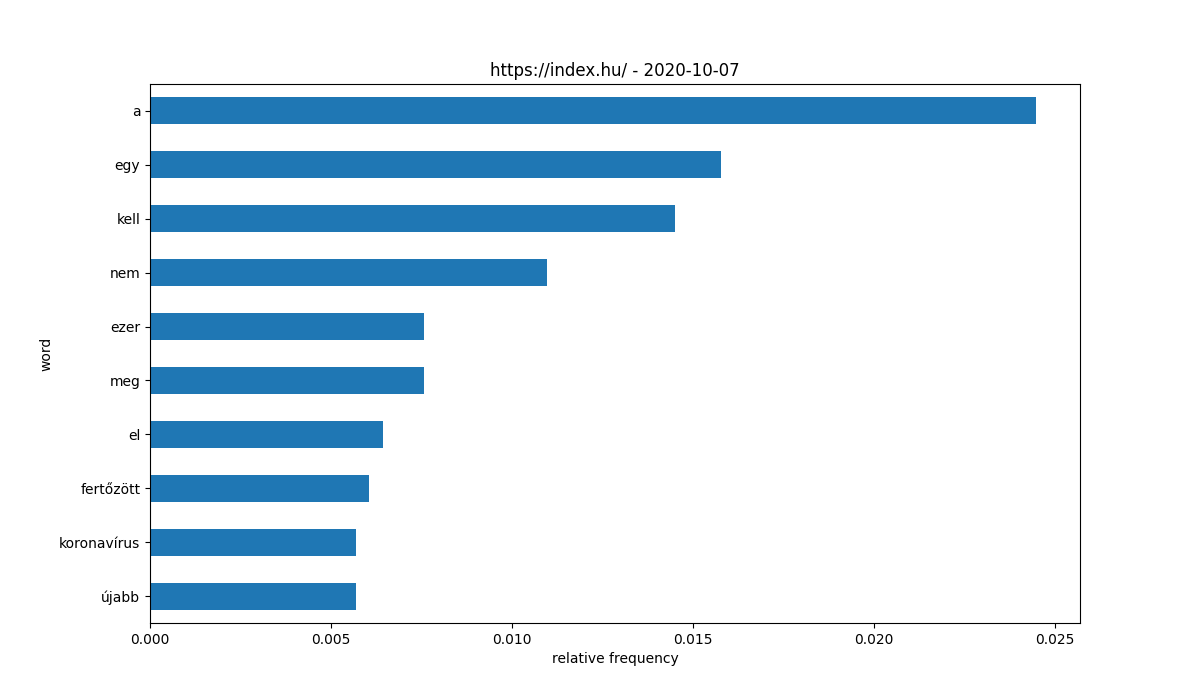 https://index.hu/ - 2020-10-07
a
egy
kell
nem
ezer
meg
el
fertőzött
koronavírus
újabb
word
0.000 0.005 0.010 0.015 0.020 0.025
relative frequency